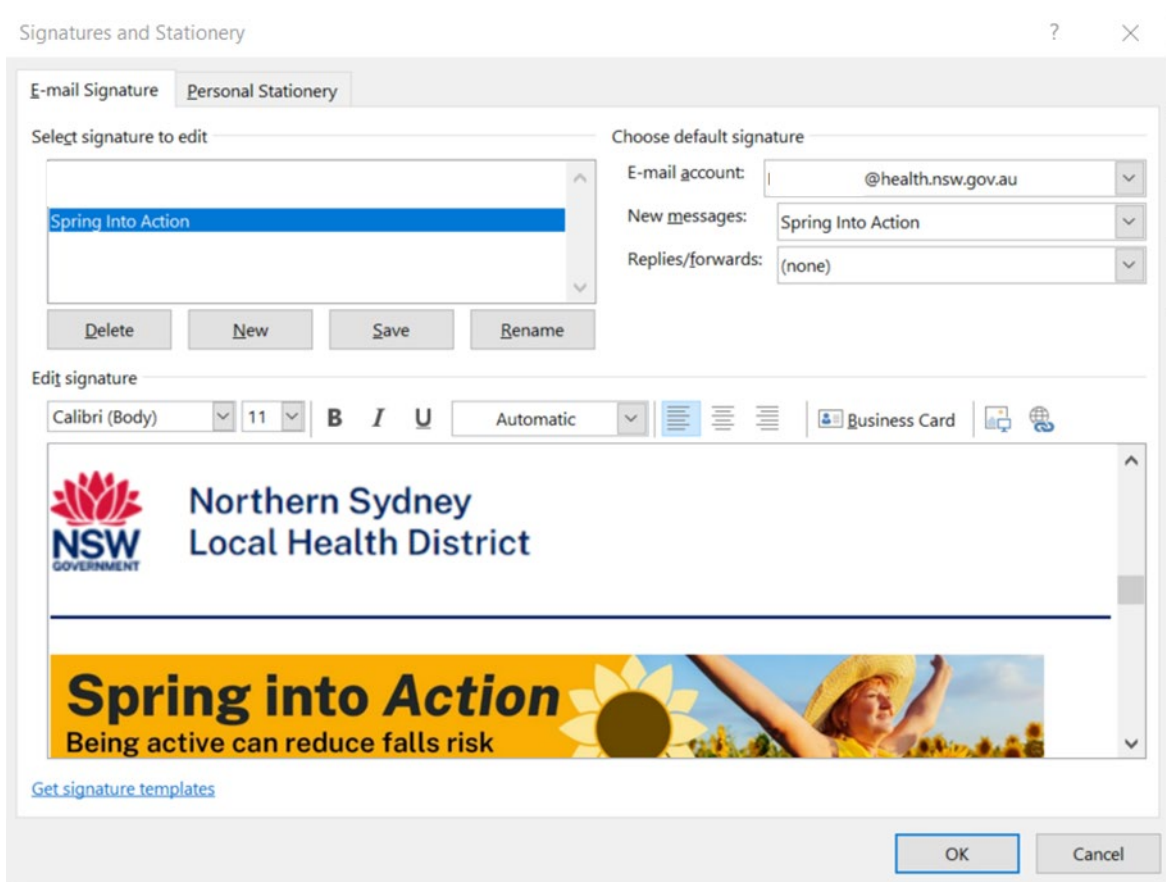 Signatures and Stationery ?
E-mail Signature Personal Stationery
Select signature to edit
Spring Into Action
Delete New Save Rename
Choose default signature
E-mail account: @health.nsw.gov.au
New messages: Spring Into Action
Replies/forwards: (none)
Edit signature
Calibri (Body) 11 B I U Automatic Business Card
NSW
GOVERNMENT
Northern Sydney
Local Health District
Spring into Action
Being active can reduce falls risk
Get signature templates
OK Cancel